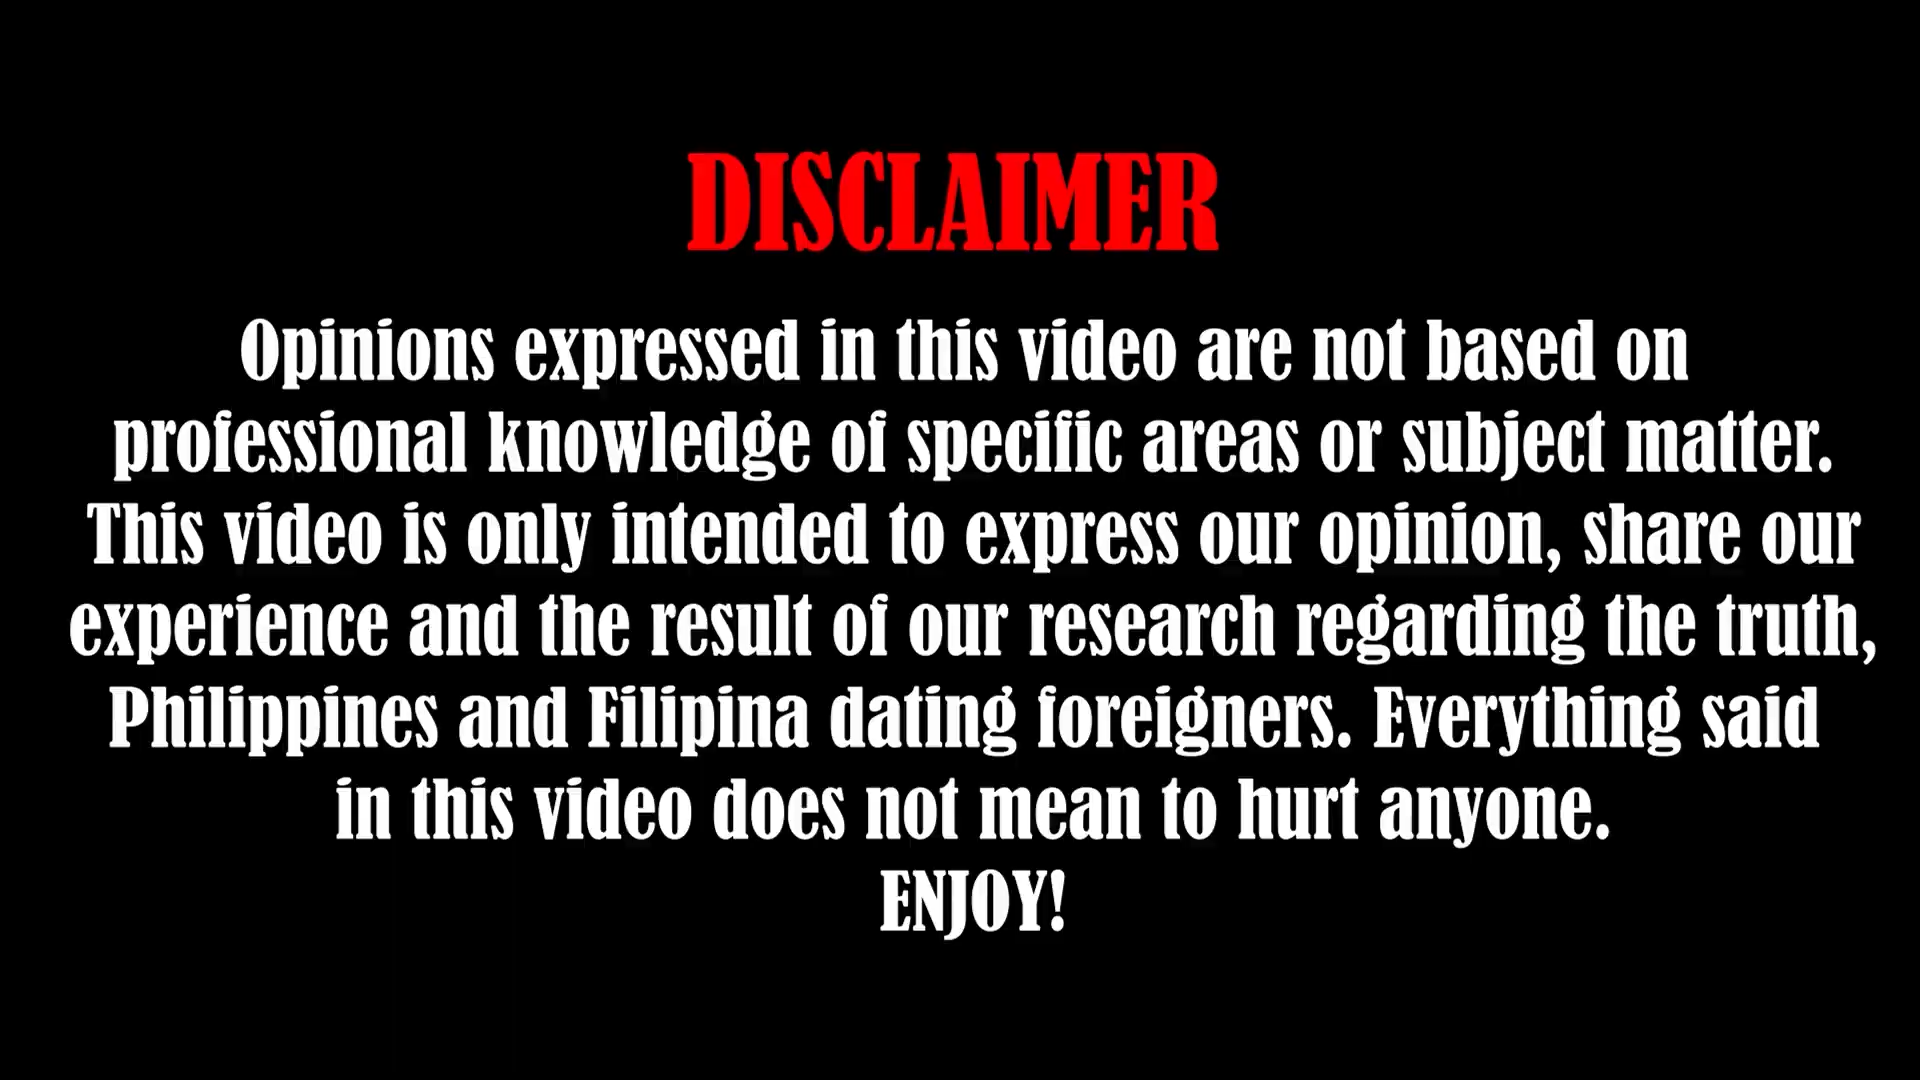 DISCLAIMER
Opinions expressed in this video are not based on
professional knowledge of specific areas or subject matter.
This video is only intended to express our opinion, share our
experience and the result of our research regarding the truth,
Philippines and Filipina dating foreigners. Everything said
in this video does not mean to hurt anyone.
ENJOY!